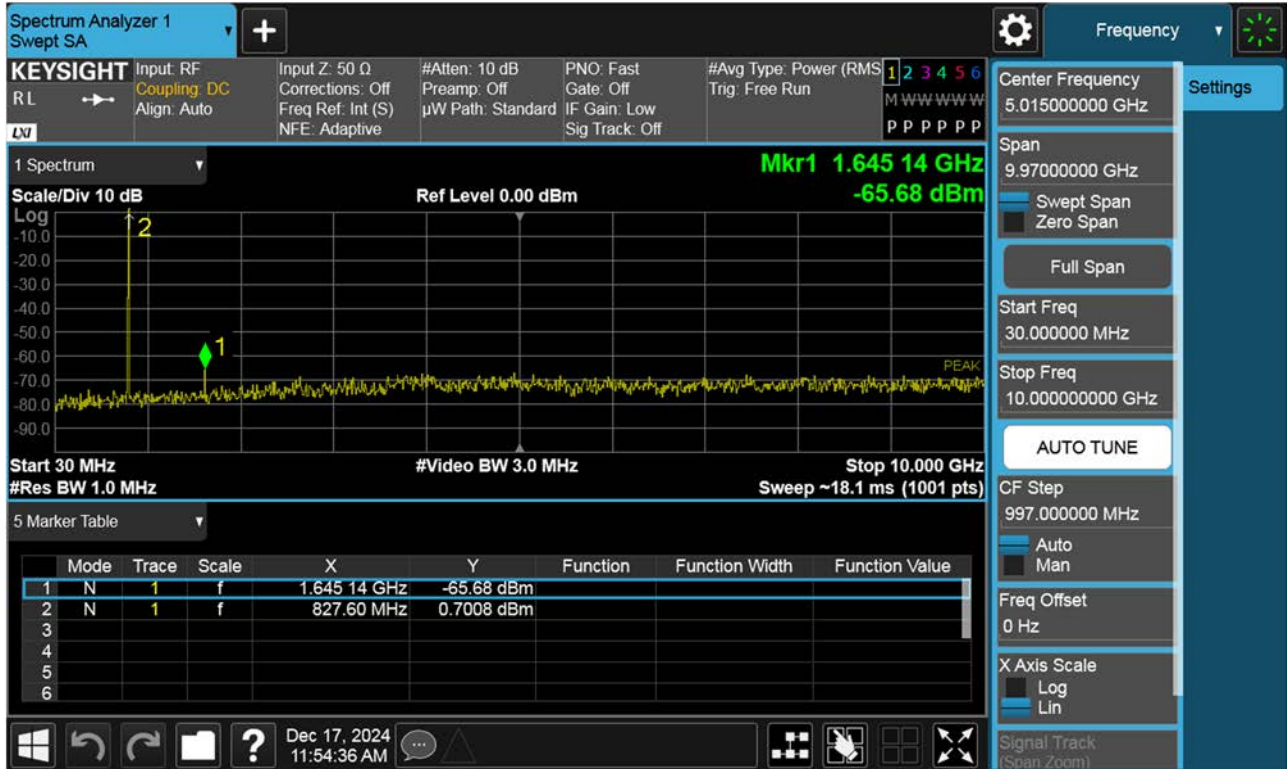 Spectrum Analyzer 1
Swept SA
+
Frequency
KEYSIGHT
RL
LXI
Input: RF
Coupling: DC
Align: Auto
Input Z: 50 Ω
Corrections: Off
Freq Ref: Int (S)
NFE: Adaptive
#Atten: 10 dB
Preamp: Off
µW Path: Standard
PNO: Fast
Gate: Off
IF Gain: Low
Sig Track: Off
#Avg Type: Power (RMS
Trig: Free Run
1 2 3 4 5 6
M W W W W W
P P P P P P
1 Spectrum
Mkr1 1.645 14 GHz
-65.68 dBm
Scale/Div 10 dB
Ref Level 0.00 dBm
Log
-10.0
-20.0
-30.0
-40.0
-50.0
-60.0
-70.0
-80.0
-90.0
2
1
PEAK
Start 30 MHz
#Video BW 3.0 MHz
Stop 10.000 GHz
#Res BW 1.0 MHz
Sweep ~18.1 ms (1001 pts)
5 Marker Table
Mode Trace Scale X Y Function Function Width Function Value
1 N 1 f 1.645 14 GHz -65.68 dBm
2 N 1 f 827.60 MHz 0.7008 dBm
3
4
5
6
?
Dec 17, 2024
11:54:36 AM
Center Frequency
5.015000000 GHz
Settings
Span
9.97000000 GHz
Swept Span
Zero Span
Full Span
Start Freq
30.000000 MHz
Stop Freq
10.000000000 GHz
AUTO TUNE
CF Step
997.000000 MHz
Auto
Man
Freq Offset
0 Hz
X Axis Scale
Log
Lin
Signal Track
(Span Zoom)